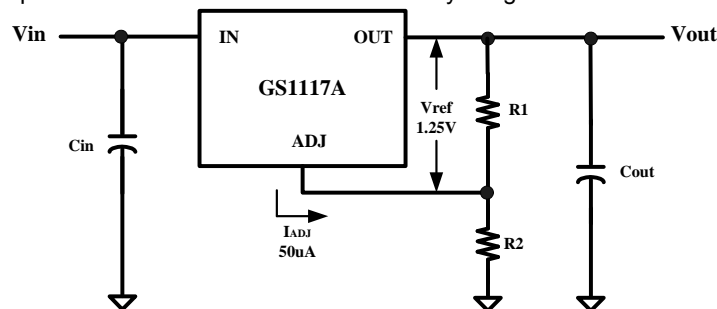 Vin
IN
OUT
Vout
GS1117A
Vref
1.25V
R1
Cin
ADJ
Cout
IADJ
50uA
R2